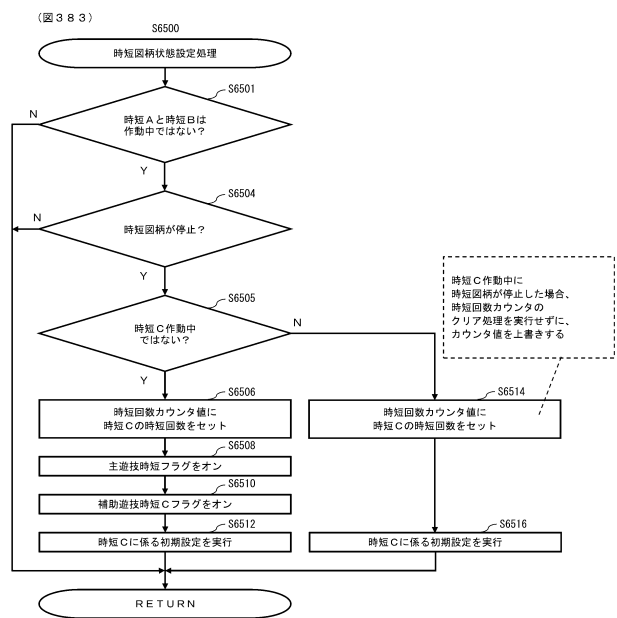 （図３８３）
S6500
時短図柄状態設定処理
S6501
時短Ａと時短Ｂは
作動中ではない？
N
Y
S6504
時短図柄が停止？
N
Y
S6505
時短Ｃ作動中
ではない？
N
Y
時短Ｃ作動中に
時短図柄が停止した場合、
時短回数カウンタの
クリア処理を実行せずに、
カウンタ値を上書きする
S6506
時短回数カウンタ値に
時短Cの時短回数をセット
S6514
時短回数カウンタ値に
時短Cの時短回数をセット
S6508
主遊技時短フラグをオン
S6510
補助遊技時短Ｃフラグをオン
S6512
時短Ｃに係る初期設定を実行
S6516
時短Ｃに係る初期設定を実行
ＲＥＴＵＲＮ